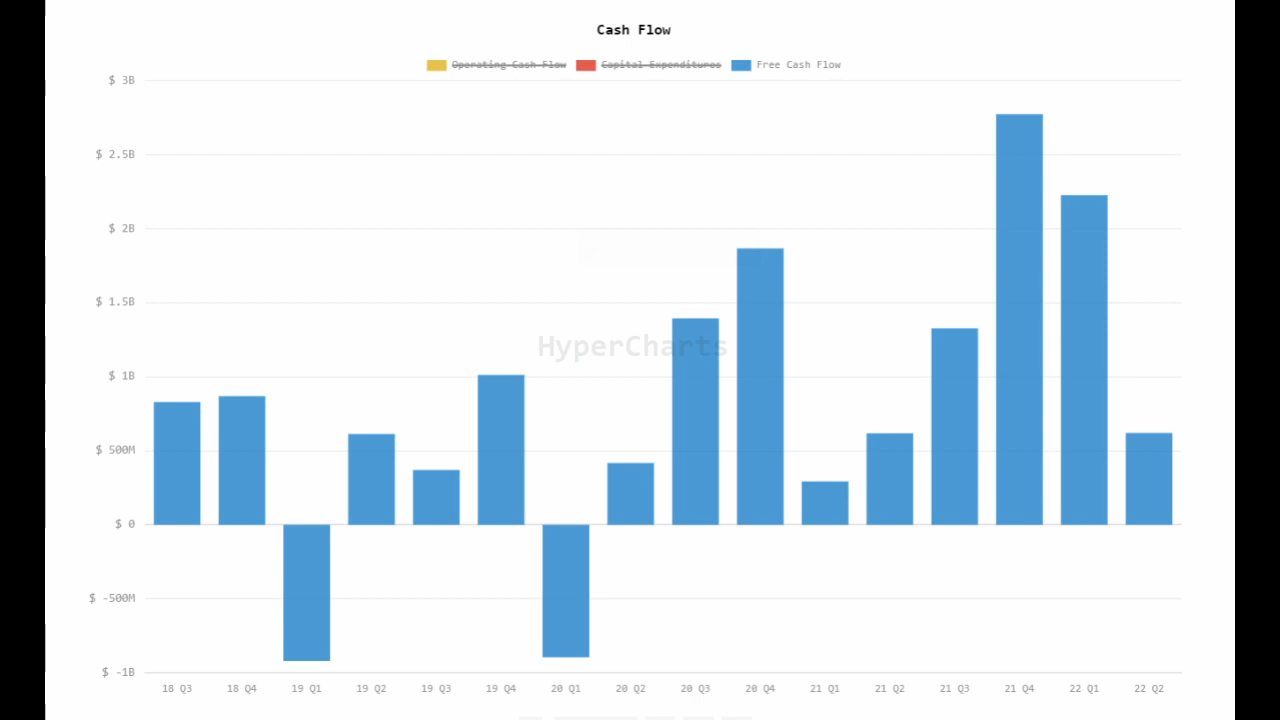 Cash Flow
Operating Cash Flow Capital Expenditures Free Cash Flow
$ 3B
$ 2.5B
$ 2B
$ 1.5B
HyperCharts
$ 1B
$ 500M
$ 0
$ -500M
$ -1B
18 Q3 18 Q4 19 Q1 19 Q2 19 Q3 19 Q4 20 Q1 20 Q2 20 Q3 20 Q4 21 Q1 21 Q2 21 Q3 21 Q4 22 Q1 22 Q2